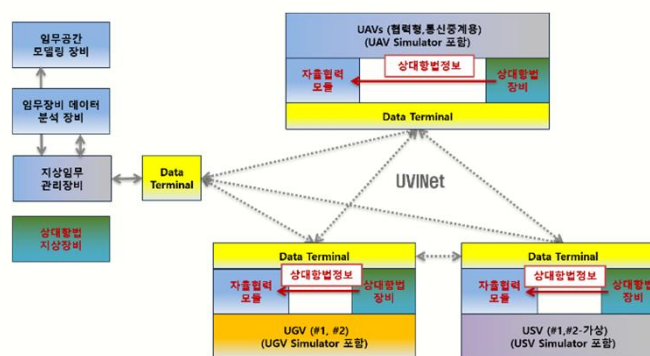 임무공간
모델링 장비
임무장비 데이터
분석 장비
지상임무
관리장비
상대항법
지상장비
Data
Terminal
UAVs (협력형,통신중계용)
(UAV Simulator 포함)
자율협력
모듈
상대항법정보
상대항법
장비
Data Terminal
UVINet
Data Terminal
자율협력
모듈
상대항법정보
상대항법
장비
UGV (#1, #2)
(UGV Simulator 포함)
Data Terminal
자율협력
모듈
상대항법정보
상대항법
장비
USV (#1,#2-가상)
(USV Simulator 포함)